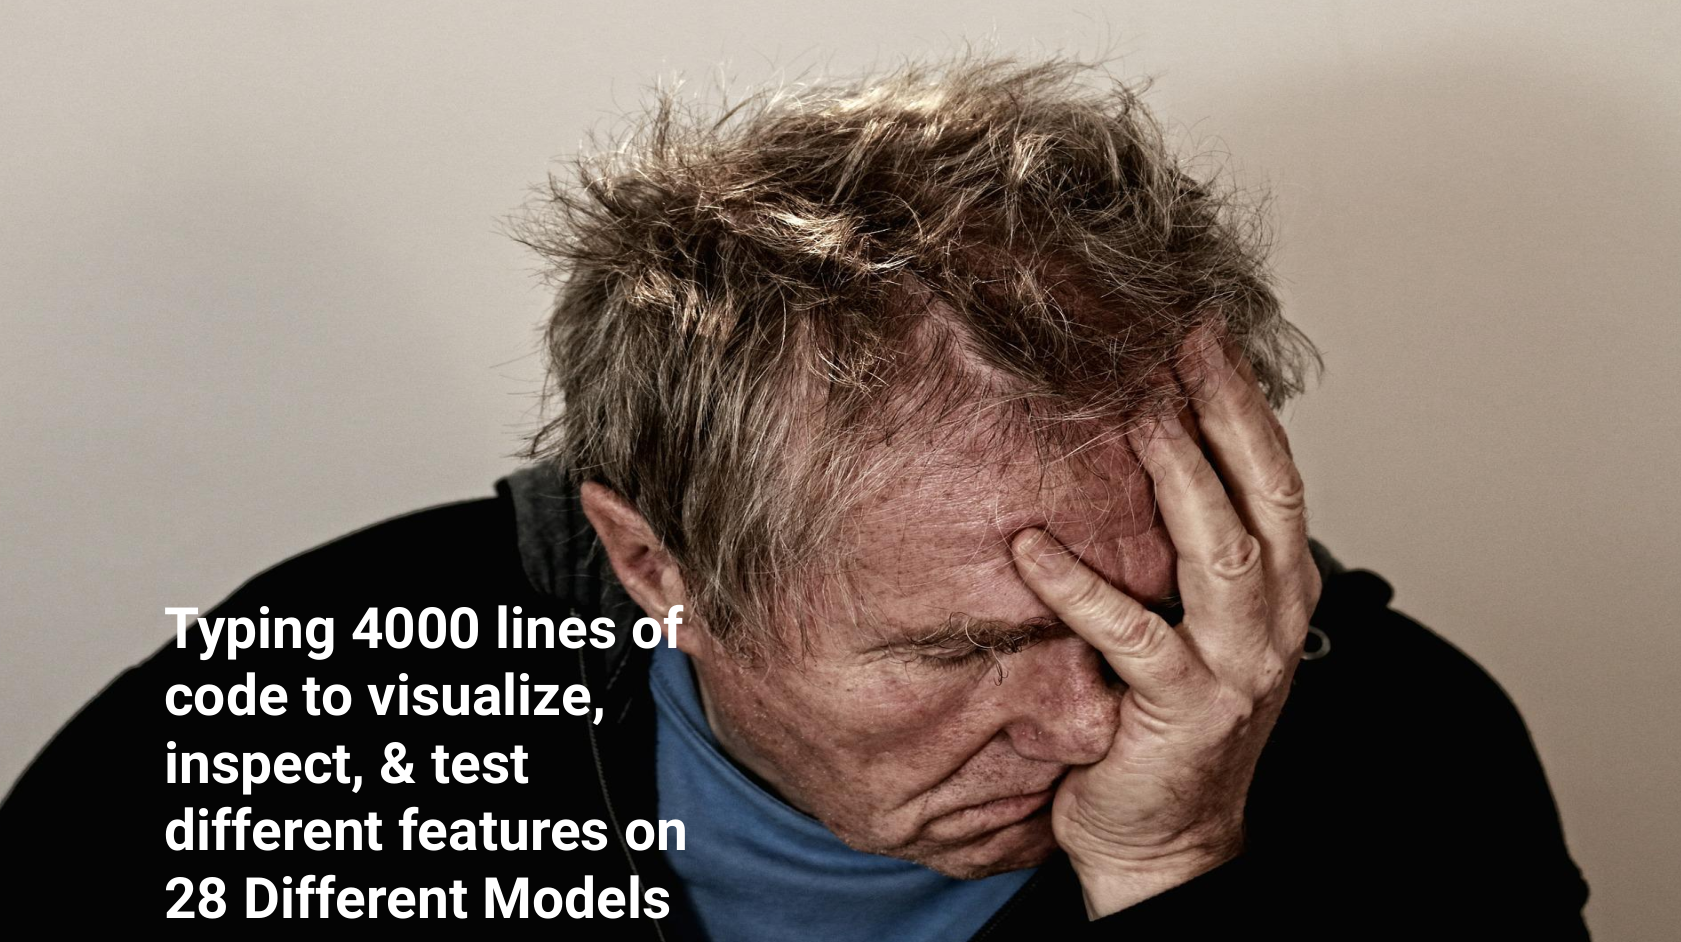 Typing 4000 lines of
code to visualize,
inspect, & test
different features on
28 Different Models